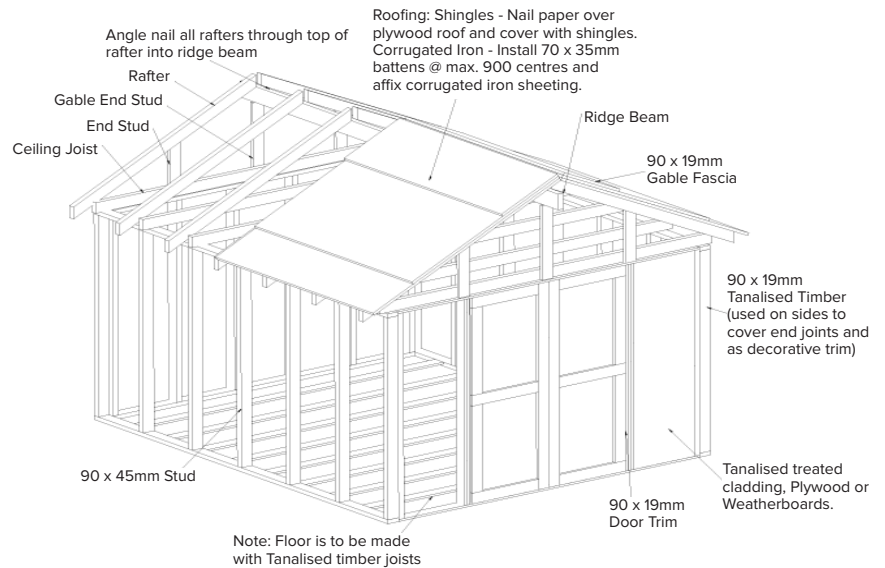 Roofing: Shingles - Nail paper over
plywood roof and cover with shingles.
Corrugated Iron - Install 70 x 35mm
battens @ max. 900 centres and
affix corrugated iron sheeting.
Angle nail all rafters through top of
rafter into ridge beam
Rafter
Gable End Stud
End Stud
Ceiling Joist
Ridge Beam
90 x 19mm
Gable Fascia
90 x 19mm
Tanalised Timber
(used on sides to
cover end joints and
as decorative trim)
90 x 45mm Stud
Tanalised treated
cladding, Plywood or
Weatherboards.
90 x 19mm
Door Trim
Note: Floor is to be made
with Tanalised timber joists